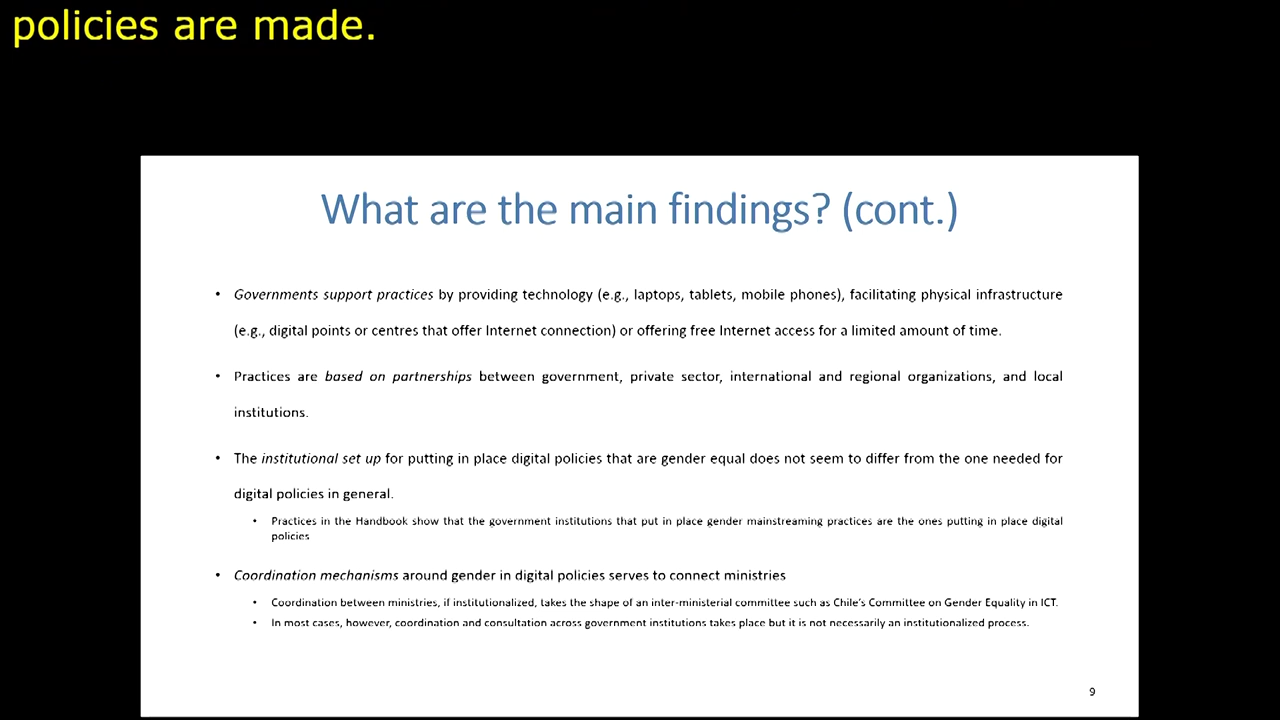 policies are made.
What are the main findings? (cont.)
• Governments support practices by providing technology (e.g., laptops, tablets, mobile phones), facilitating physical infrastructure
(e.g., digital points or centres that offer Internet connection) or offering free Internet access for a limited amount of time.
• Practices are based on partnerships between government, private sector, international and regional organizations, and local
institutions.
• The institutional set up for putting in place digital policies that are gender equal does not seem to differ from the one needed for
digital policies in general.
• Practices in the Handbook show that the government institutions that put in place gender mainstreaming practices are the ones putting in place digital
policies
• Coordination mechanisms around gender in digital policies serves to connect ministries
• Coordination between ministries, if institutionalized, takes the shape of an inter-ministerial committee such as Chile's Committee on Gender Equality in ICT.
• In most cases, however, coordination and consultation across government institutions takes place but it is not necessarily an institutionalized process.
9